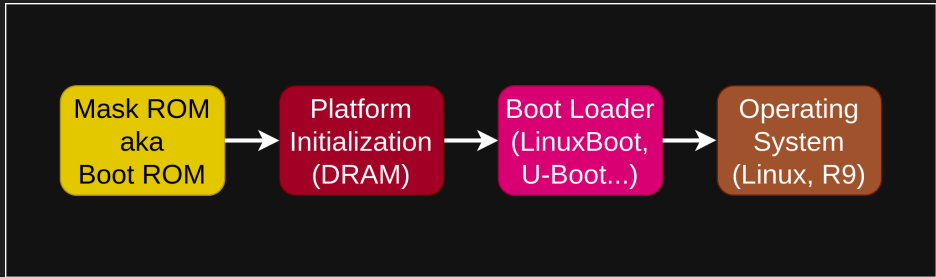 Mask ROM
aka
Boot ROM
Platform
Initialization
(DRAM)
Boot Loader
(LinuxBoot,
U-Boot...)
Operating
System
(Linux, R9)